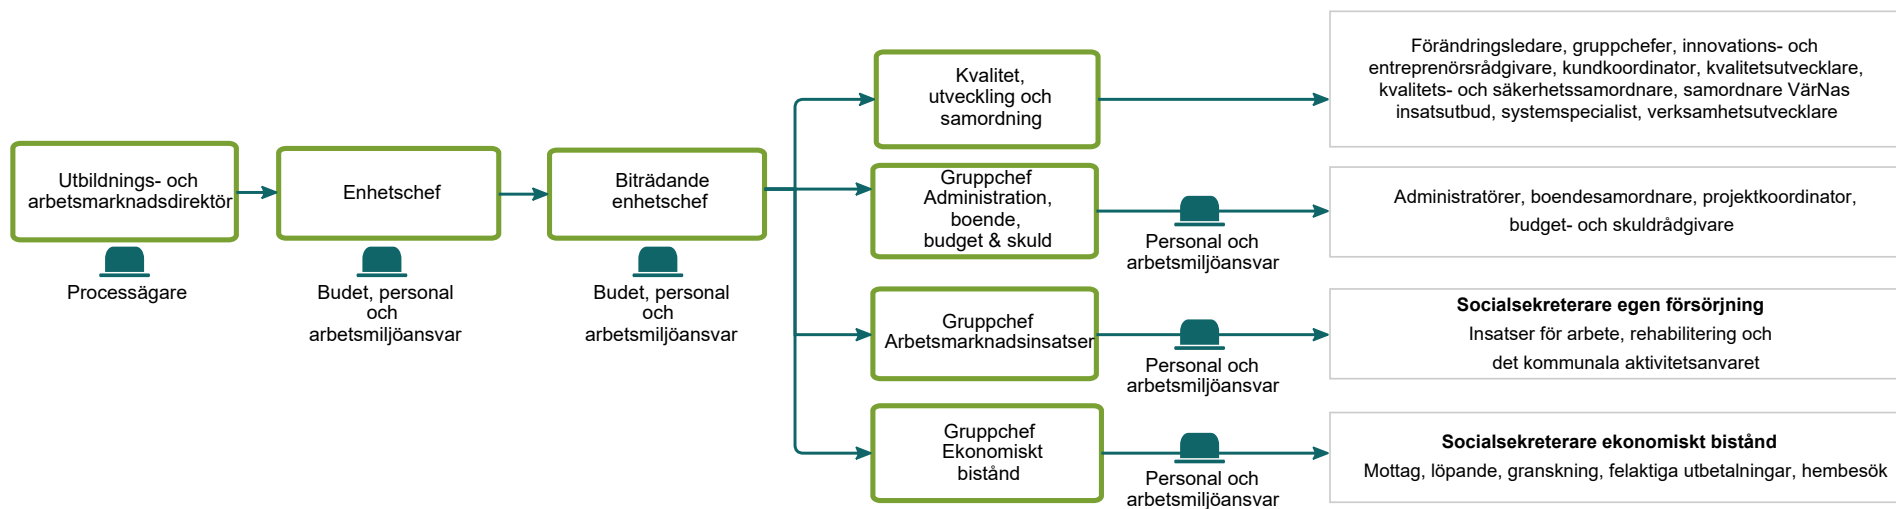 Utbildnings- och
arbetsmarknadsdirektör
Processägare
Enhetschef
Budet, personal
och
arbetsmiljöansvar
Biträdande
enhetschef
Budet, personal
och
arbetsmiljöansvar
Kvalitet,
utveckling och
samordning
Förändringsledare, gruppchefer, innovations- och
entreprenörsrådgivare, kundkoordinator, kvalitetsutvecklare,
kvalitets- och säkerhetssamordnare, samordnare VärNas
insatsutbud, systemspecialist, verksamhetsutvecklare
Gruppchef
Administration,
boende,
budget & skuld
Personal och
arbetsmiljöansvar
Administratörer, boendesamordnare, projektkoordinator,
budget- och skuldrådgivare
Gruppchef
Arbetsmarknadsinsatser
Personal och
arbetsmiljöansvar
Socialsekreterare egen försörjning
Insatser för arbete, rehabilitering och
det kommunala aktivitetsanvaret
Gruppchef
Ekonomiskt
bistånd
Personal och
arbetsmiljöansvar
Socialsekreterare ekonomiskt bistånd
Mottag, löpande, granskning, felaktiga utbetalningar, hembesök